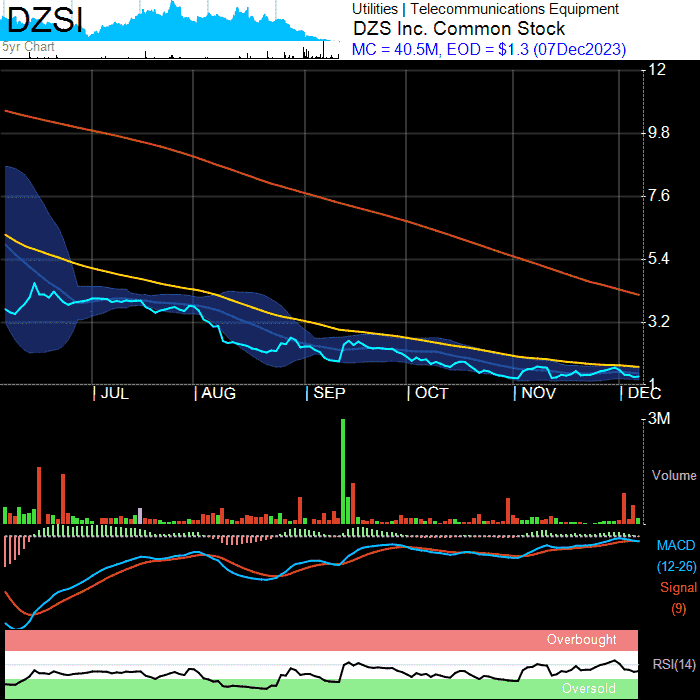 DZSI
5yr Chart
Utilities | Telecommunications Equipment
DZS Inc. Common Stock
MC = 40.5M, EOD = $1.3 (07Dec2023)
12
9.8
7.6
5.4
3.2
1
| JUL | AUG | SEP | OCT | NOV | DEC
3M
Volume
MACD
(12-26)
Signal
(9)
Overbought
RSI(14)
Oversold